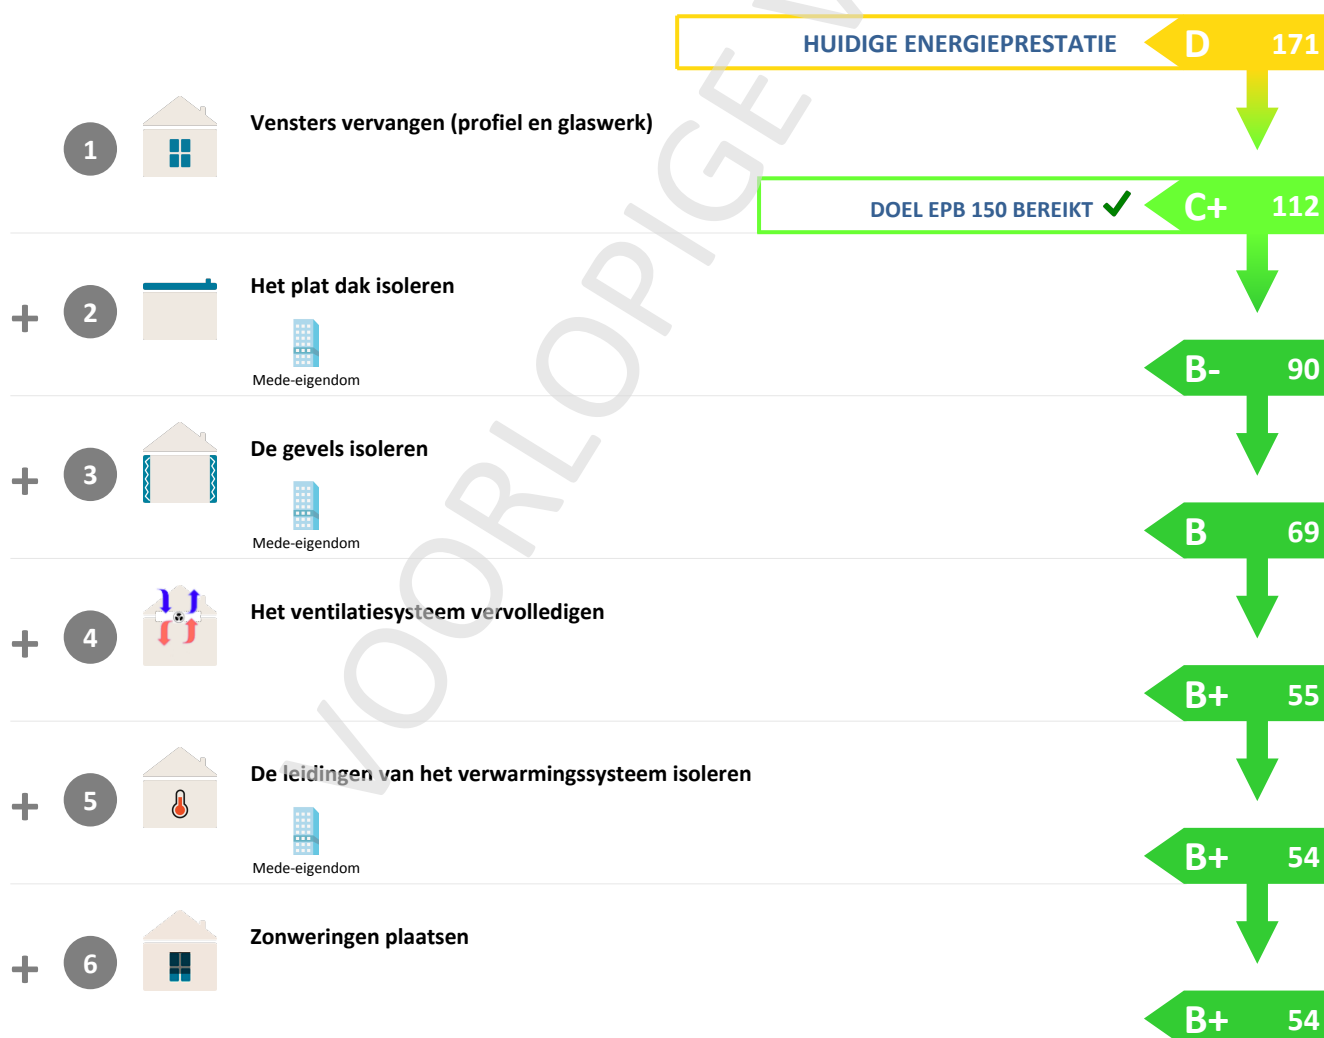 HUIDIGE ENERGIEPRESTATIE D 171
1 Vensters vervangen (profiel en glaswerk)
DOEL EPB 150 BEREIKT C+ 112
+ 2 Het plat dak isoleren
Mede-eigendom
B- 90
+ 3 De gevels isoleren
Mede-eigendom
B 69
+ 4 Het ventilatiesysteem vervolledigen
B+ 55
+ 5 De leidingen van het verwarmingssysteem isoleren
Mede-eigendom
B+ 54
+ 6 Zonweringen plaatsen
B+ 54
VOORLOPIGE V